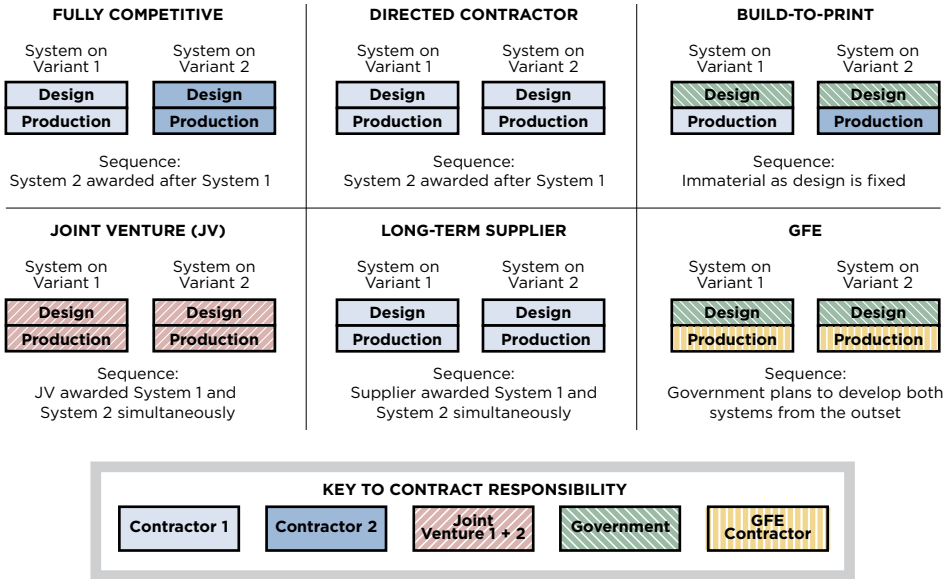 FULLY COMPETITIVE
System on
Variant 1
Design
Production
System on
Variant 2
Design
Production
Sequence:
System 2 awarded after System 1
DIRECTED CONTRACTOR
System on
Variant 1
Design
Production
System on
Variant 2
Design
Production
Sequence:
System 2 awarded after System 1
BUILD-TO-PRINT
System on
Variant 1
Design
Production
System on
Variant 2
Design
Production
Sequence:
Immaterial as design is fixed
JOINT VENTURE (JV)
System on
Variant 1
Design
Production
System on
Variant 2
Design
Production
Sequence:
JV awarded System 1 and
System 2 simultaneously
LONG-TERM SUPPLIER
System on
Variant 1
Design
Production
System on
Variant 2
Design
Production
Sequence:
Supplier awarded System 1 and
System 2 simultaneously
GFE
System on
Variant 1
Design
Production
System on
Variant 2
Design
Production
Sequence:
Government plans to develop both
systems from the outset
KEY TO CONTRACT RESPONSIBILITY
Contractor 1
Contractor 2
Joint
Venture 1 + 2
Government
GFE
Contractor